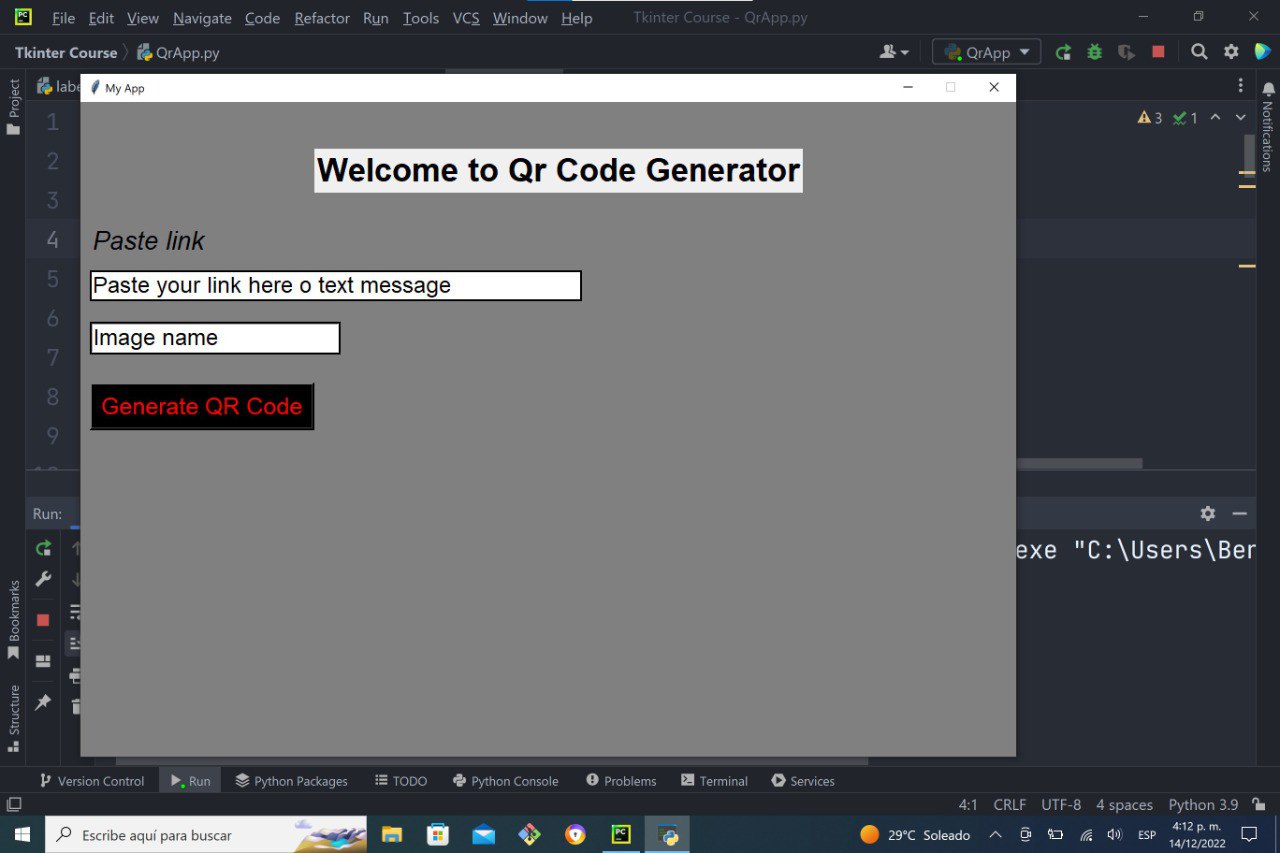 PC File Edit View Navigate Code Refactor Run Tools VCS Window Help Tkinter Course - QrApp.py
Tkinter Course QrApp.py QrApp
Project
labe
My App
Notifications
1
2
3
4
5
6
7
8
9
3 1
Welcome to Qr Code Generator
Paste link
Paste your link here o text message
Image name
Generate QR Code
Run:
exe "C:\Users\Ber
Bookmarks
Structure
Version Control Run Python Packages TODO Python Console Problems Terminal Services
4:1 CRLF UTF-8 4 spaces Python 3.9
Escribe aquí para buscar PC 29°C Soleado ESP 4:12 p. m.
14/12/2022